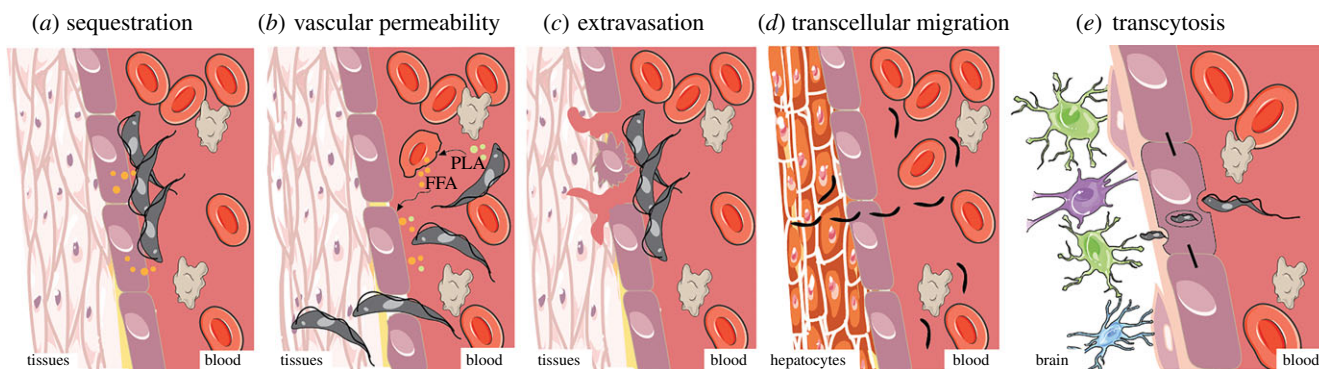 (a) sequestration
(b) vascular permeability
(c) extravasation
(d) transcellular migration
(e) transcytosis
PLA
FFA
tissues blood
tissues blood
tissues blood
hepatocytes blood
brain blood